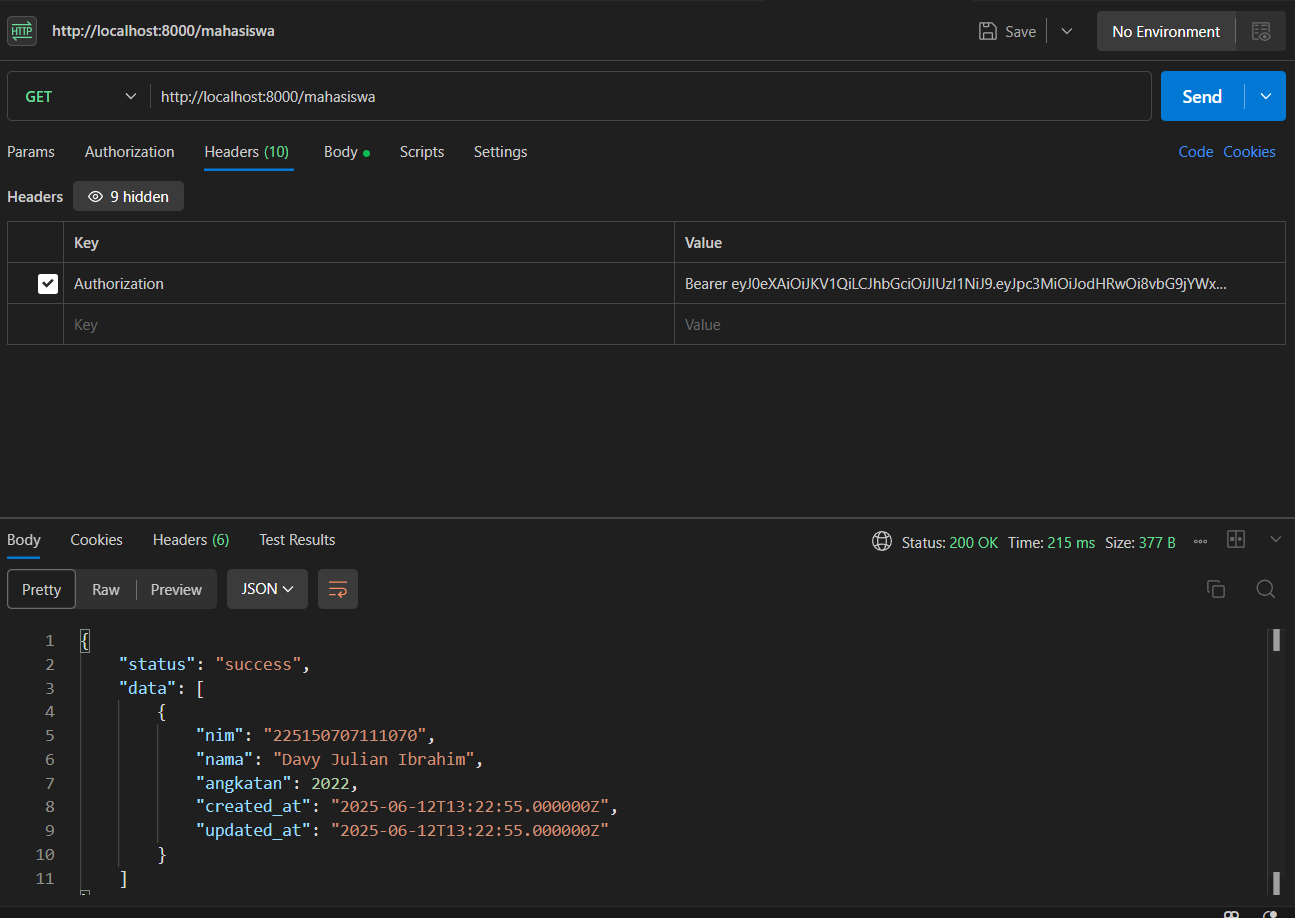 HTTP http://localhost:8000/mahasiswa Save No Environment
GET http://localhost:8000/mahasiswa Send
Params Authorization Headers (10) Body Scripts Settings Code Cookies
Headers 9 hidden
Key Value
Authorization Bearer eyJ0eXAiOiJKV1QiLCJhbGciOiJIUzI1NiJ9.eyJpc3MiOiJodHRwOi8vbG9jYWx...
Key Value
Body Cookies Headers (6) Test Results Status: 200 OK Time: 215 ms Size: 377 B
Pretty Raw Preview JSON
1 {
2 "status": "success",
3 "data": [
4 {
5 "nim": "225150707111070",
6 "nama": "Davy Julian Ibrahim",
7 "angkatan": 2022,
8 "created_at": "2025-06-12T13:22:55.000000Z",
9 "updated_at": "2025-06-12T13:22:55.000000Z"
10 }
11 ]